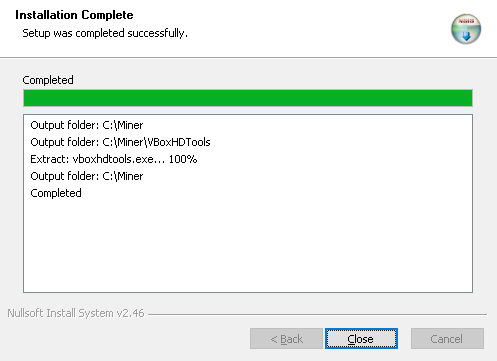 Installation Complete
Setup was completed successfully.
Completed
Output folder: C:\Miner
Output folder: C:\Miner\VBoxHDTools
Extract: vboxhdtools.exe... 100%
Output folder: C:\Miner
Completed
Nullsoft Install System v2.46
< Back
Close
Cancel